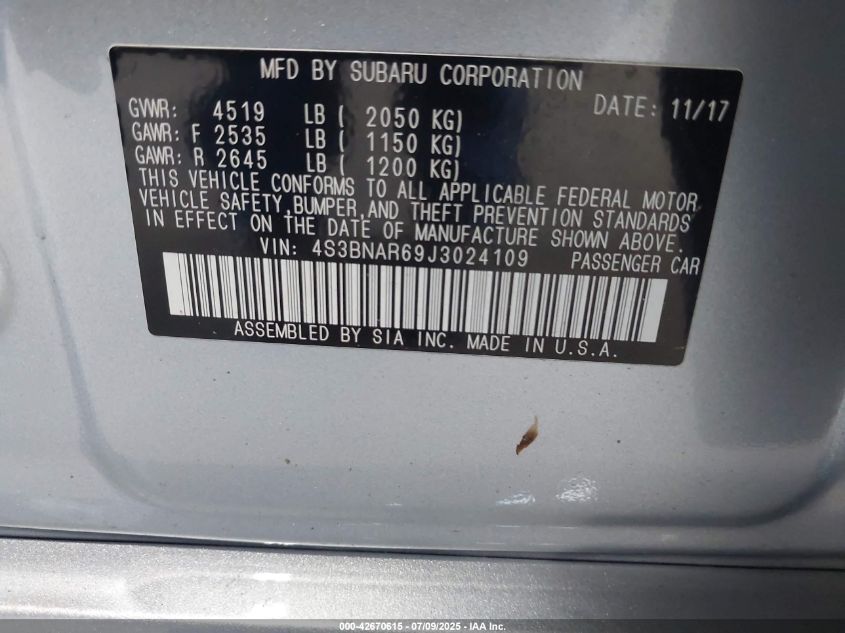 MFD BY SUBARU CORPORATION
GVWR: 4519 LB ( 2050 KG) DATE: 11/17
GAWR: F 2535 LB ( 1150 KG)
GAWR: R 2645 LB ( 1200 KG)
THIS VEHICLE CONFORMS TO ALL APPLICABLE FEDERAL MOTOR
VEHICLE SAFETY,BUMPER,AND THEFT PREVENTION STANDARDS
IN EFFECT ON THE DATE OF MANUFACTURE SHOWN ABOVE.
VIN: 4S3BNAR69J3024109 PASSENGER CAR
ASSEMBLED BY SIA INC. MADE IN U.S.A.
000-42670615 - 07/09/2025 - IAA Inc.